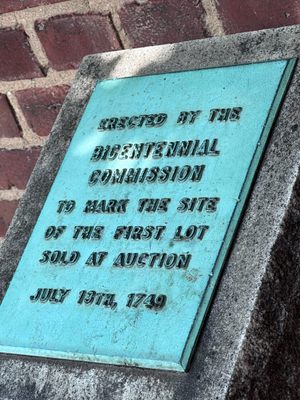 ERECTED BY THE
BICENTENNIAL
COMMISSION
TO MARK THE SITE
OF THE FIRST LOT
SOLD AT AUCTION
JULY 13TH, 1749